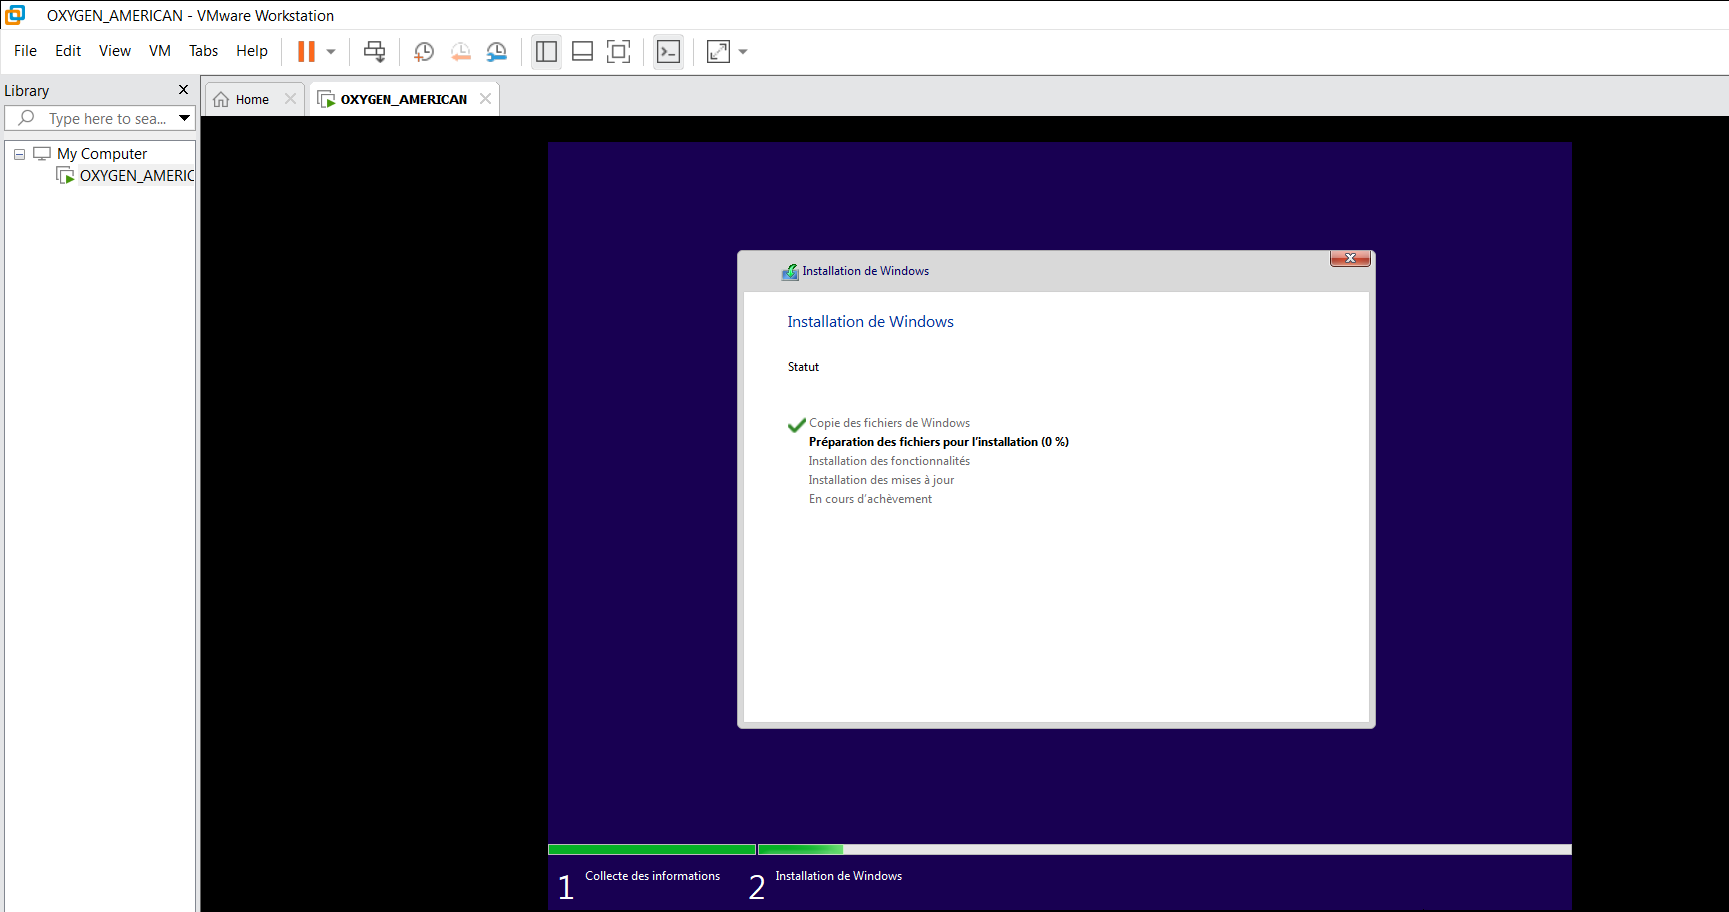 OXYGEN_AMERICAN - VMware Workstation
File Edit View VM Tabs Help
Library
Home
OXYGEN_AMERICAN
Type here to sea...
My Computer
OXYGEN_AMERIC
Installation de Windows
Installation de Windows
Statut
Copie des fichiers de Windows
Préparation des fichiers pour l'installation (0 %)
Installation des fonctionnalités
Installation des mises à jour
En cours d'achèvement
1 Collecte des informations
2 Installation de Windows